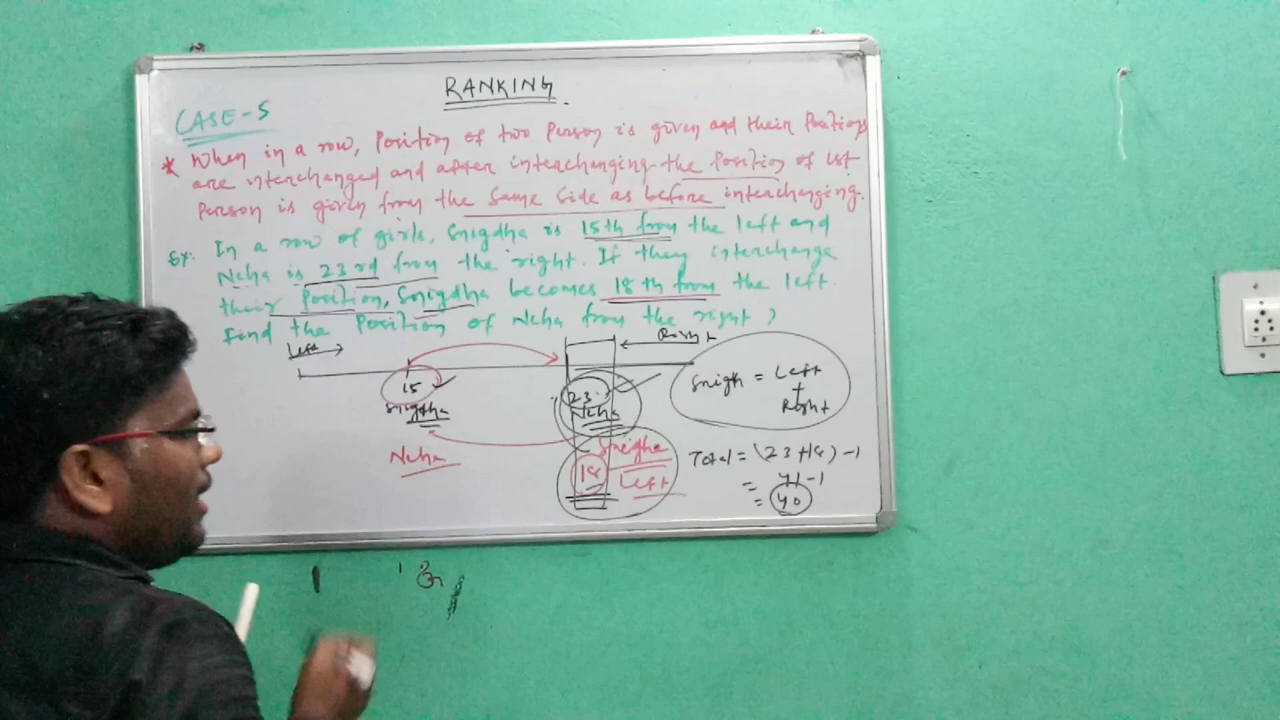 RANKING
CASE-5
* When in a row, Position of two Person is given and their Positions
are interchanged and after interchanging the Position of 1st
Person is given from the same side as before interchanging.
Ex: In a row of girls, Snigdha is 15th from the left and
Neha is 23rd from the right. If they interchange
their Position, Snigdha becomes 18th from the left.
Find the Position of Neha from the right?
Left
Right
15
Snigdha
23
Neha
Neha
Snigha
18
Left
Snigh = Left
+
Right
Total = (23+18)-1
= 41-1
= 40